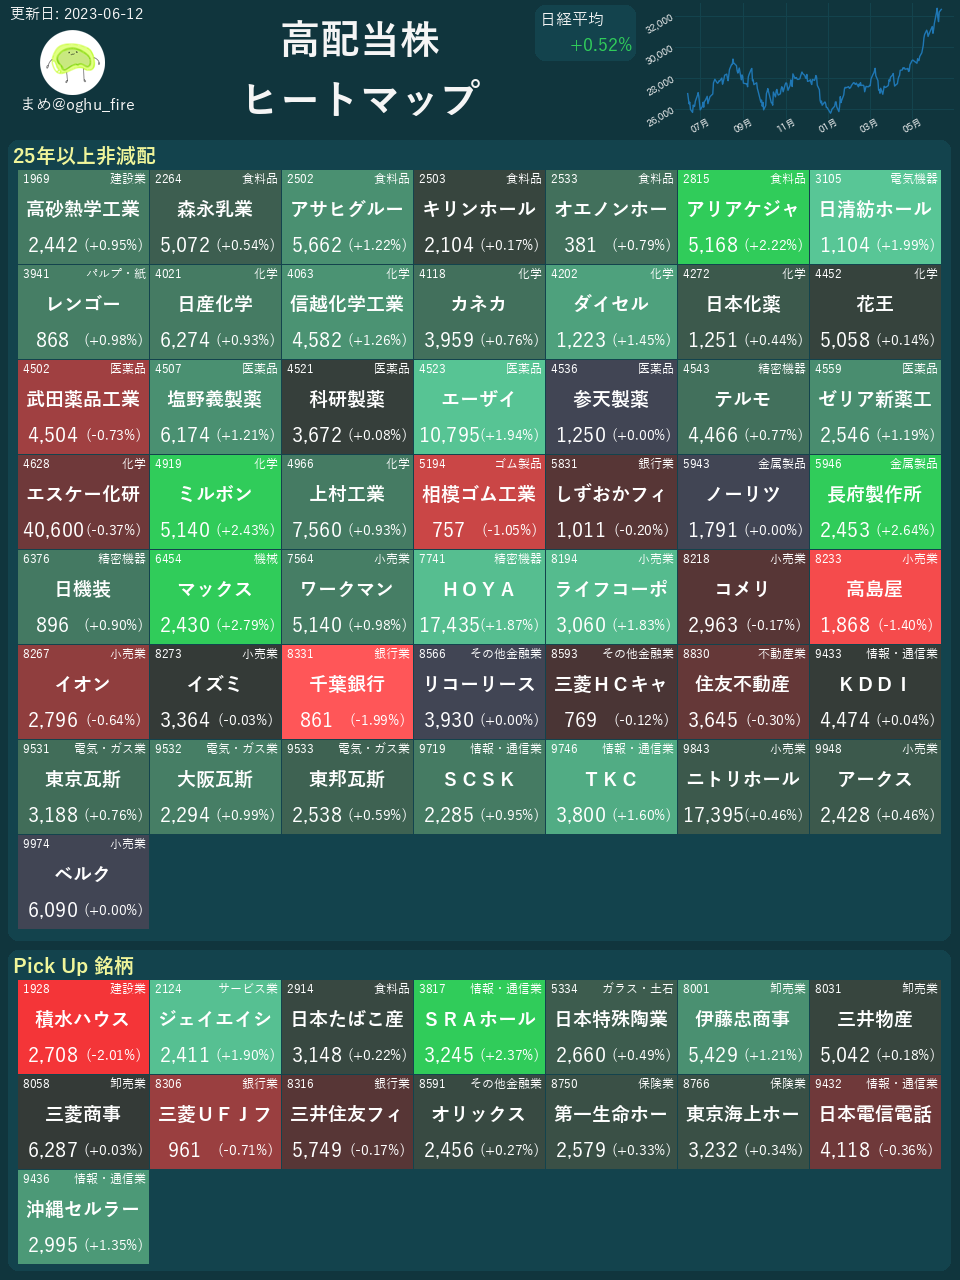 更新日: 2023-06-12
まめ@oghu_fire
高配当株
ヒートマップ
日経平均
+0.52%
32,000
30,000
28,000
26,000
07月 09月 11月 01月 03月 05月
25年以上非減配
1969 建設業 2264 食料品 2502 食料品 2503 食料品 2533 食料品 2815 食料品 3105 電気機器
高砂熱学工業 森永乳業 アサヒグルー キリンホール オエノンホー アリアケジャ 日清紡ホール
2,442 (+0.95%) 5,072 (+0.54%) 5,662 (+1.22%) 2,104 (+0.17%) 381 (+0.79%) 5,168 (+2.22%) 1,104 (+1.99%)
3941 パルプ・紙 4021 化学 4063 化学 4118 化学 4202 化学 4272 化学 4452 化学
レンゴー 日産化学 信越化学工業 カネカ ダイセル 日本化薬 花王
868 (+0.98%) 6,274 (+0.93%) 4,582 (+1.26%) 3,959 (+0.76%) 1,223 (+1.45%) 1,251 (+0.44%) 5,058 (+0.14%)
4502 医薬品 4507 医薬品 4521 医薬品 4523 医薬品 4536 医薬品 4543 精密機器 4559 医薬品
武田薬品工業 塩野義製薬 科研製薬 エーザイ 参天製薬 テルモ ゼリア新薬工
4,504 (-0.73%) 6,174 (+1.21%) 3,672 (+0.08%) 10,795(+1.94%) 1,250 (+0.00%) 4,466 (+0.77%) 2,546 (+1.19%)
4628 化学 4919 化学 4966 化学 5194 ゴム製品 5831 銀行業 5943 金属製品 5946 金属製品
エスケー化研 ミルボン 上村工業 相模ゴム工業 しずおかフィ ノーリツ 長府製作所
40,600(-0.37%) 5,140 (+2.43%) 7,560 (+0.93%) 757 (-1.05%) 1,011 (-0.20%) 1,791 (+0.00%) 2,453 (+2.64%)
6376 精密機器 6454 機械 7564 小売業 7741 精密機器 8194 小売業 8218 小売業 8233 小売業
日機装 マックス ワークマン ＨＯＹＡ ライフコーポ コメリ 高島屋
896 (+0.90%) 2,430 (+2.79%) 5,140 (+0.98%) 17,435(+1.87%) 3,060 (+1.83%) 2,963 (-0.17%) 1,868 (-1.40%)
8267 小売業 8273 小売業 8331 銀行業 8566 その他金融業 8593 その他金融業 8830 不動産業 9433 情報・通信業
イオン イズミ 千葉銀行 リコーリース 三菱ＨＣキャ 住友不動産 ＫＤＤＩ
2,796 (-0.64%) 3,364 (-0.03%) 861 (-1.99%) 3,930 (+0.00%) 769 (-0.12%) 3,645 (-0.30%) 4,474 (+0.04%)
9531 電気・ガス業 9532 電気・ガス業 9533 電気・ガス業 9719 情報・通信業 9746 情報・通信業 9843 小売業 9948 小売業
東京瓦斯 大阪瓦斯 東邦瓦斯 ＳＣＳＫ ＴＫＣ ニトリホール アークス
3,188 (+0.76%) 2,294 (+0.99%) 2,538 (+0.59%) 2,285 (+0.95%) 3,800 (+1.60%) 17,395(+0.46%) 2,428 (+0.46%)
9974 小売業
ベルク
6,090 (+0.00%)
Pick Up 銘柄
1928 建設業 2124 サービス業 2914 食料品 3817 情報・通信業 5334 ガラス・土石 8001 卸売業 8031 卸売業
積水ハウス ジェイエイシ 日本たばこ産 ＳＲＡホール 日本特殊陶業 伊藤忠商事 三井物産
2,708 (-2.01%) 2,411 (+1.90%) 3,148 (+0.22%) 3,245 (+2.37%) 2,660 (+0.49%) 5,429 (+1.21%) 5,042 (+0.18%)
8058 卸売業 8306 銀行業 8316 銀行業 8591 その他金融業 8750 保険業 8766 保険業 9432 情報・通信業
三菱商事 三菱ＵＦＪフ 三井住友フィ オリックス 第一生命ホー 東京海上ホー 日本電信電話
6,287 (+0.03%) 961 (-0.71%) 5,749 (-0.17%) 2,456 (+0.27%) 2,579 (+0.33%) 3,232 (+0.34%) 4,118 (-0.36%)
9436 情報・通信業
沖縄セルラー
2,995 (+1.35%)